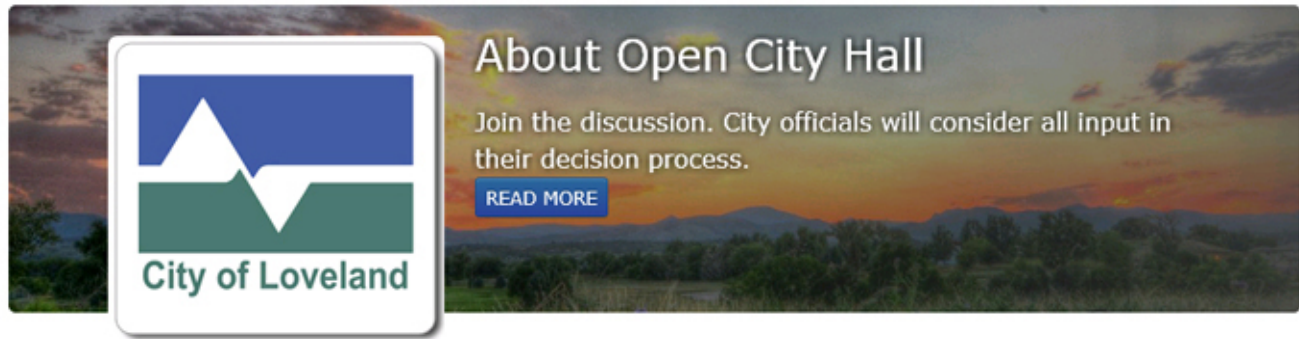 About Open City Hall
Join the discussion. City officials will consider all input in
their decision process.
READ MORE
City of Loveland